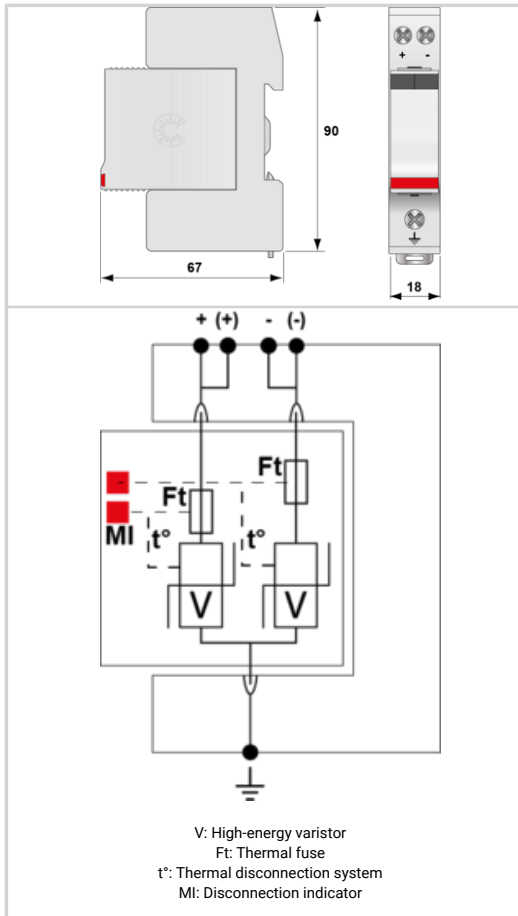 + -
90
67
18
+ (+) - (-)
-
Ft
Ft
MI
t°
t°
V
V
V: High-energy varistor
Ft: Thermal fuse
t°: Thermal disconnection system
MI: Disconnection indicator